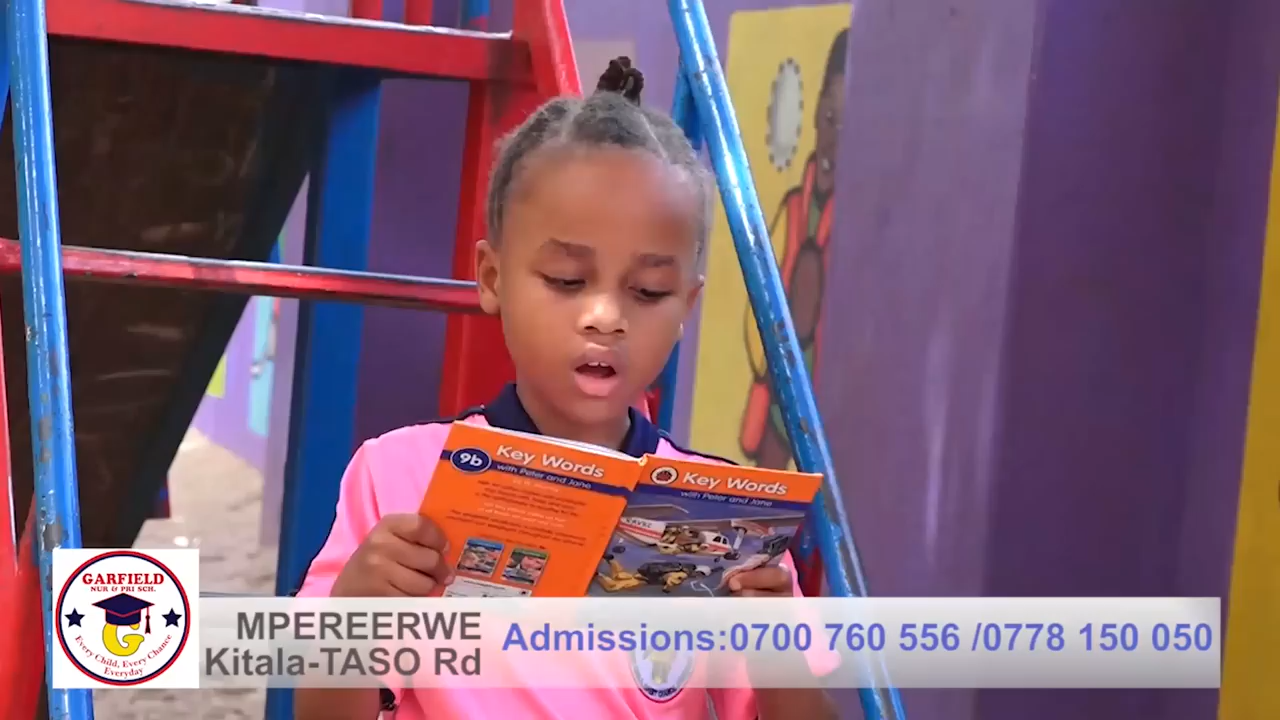 9b
Key Words
with Peter and Jane
Key Words
with Peter and Jane
GARFIELD
NUR & PRI SCH.
Every Child, Every Chance
Everyday
MPEREERWE
Kitala-TASO Rd
Admissions:0700 760 556 /0778 150 050